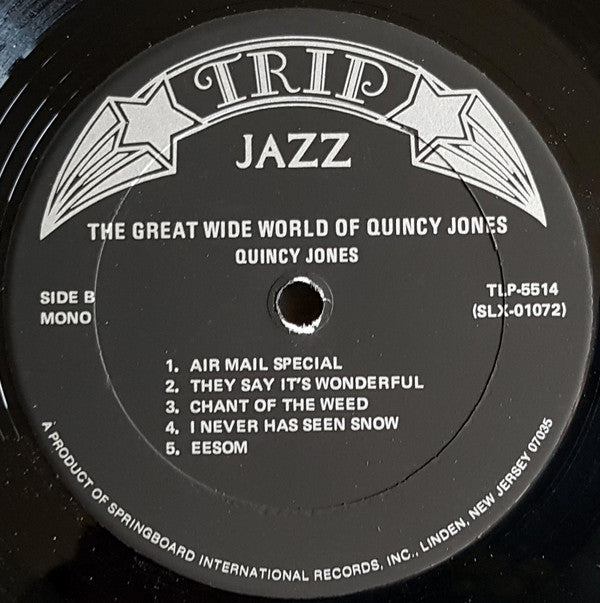 TRIP
JAZZ
THE GREAT WIDE WORLD OF QUINCY JONES
QUINCY JONES
SIDE B
MONO
TLP-5514
(SLX-01072)
1. AIR MAIL SPECIAL
2. THEY SAY IT'S WONDERFUL
3. CHANT OF THE WEED
4. I NEVER HAS SEEN SNOW
5. EESOM
A PRODUCT OF SPRINGBOARD INTERNATIONAL RECORDS, INC., LINDEN, NEW JERSEY 07035